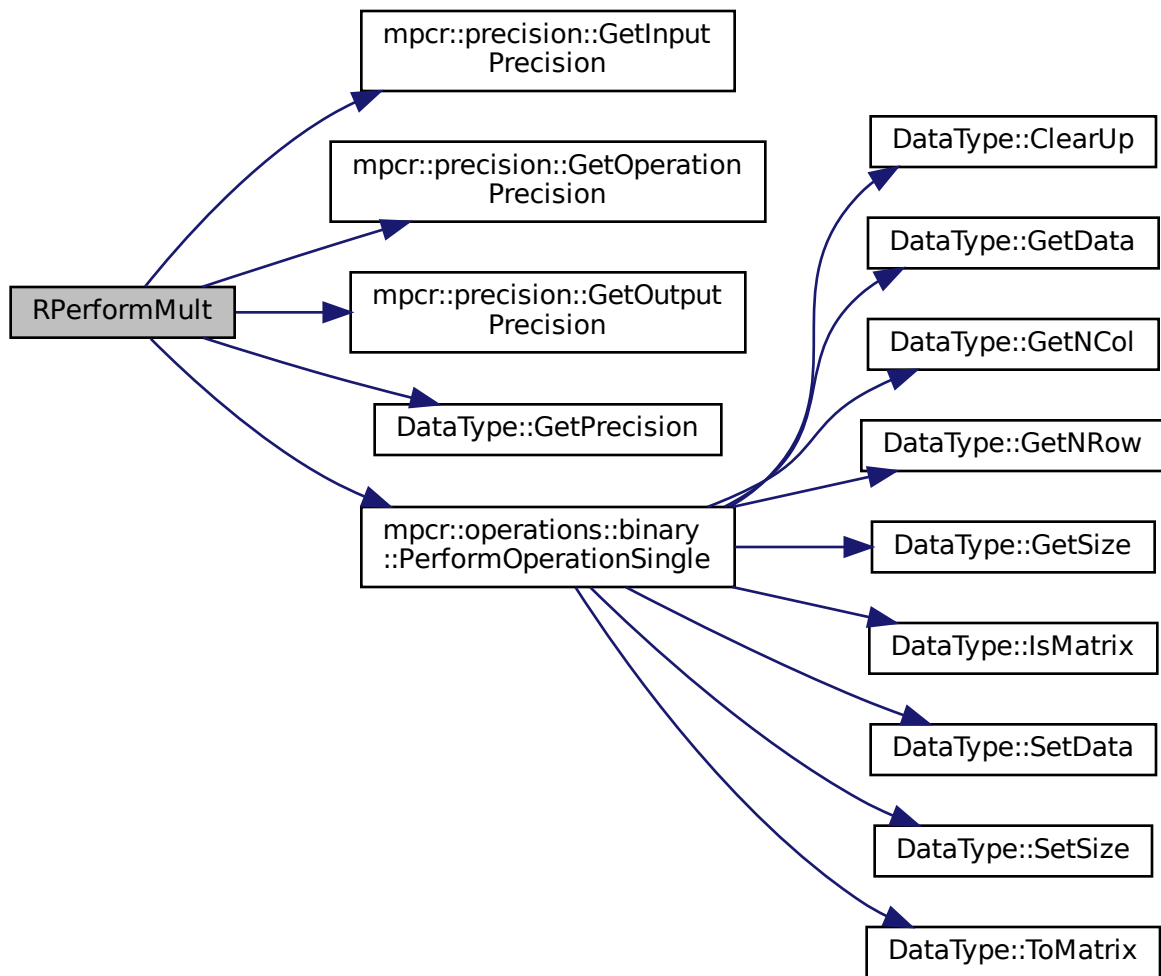 RPerformMult
mpcr::precision::GetInput
Precision
mpcr::precision::GetOperation
Precision
mpcr::precision::GetOutput
Precision
DataType::GetPrecision
mpcr::operations::binary
::PerformOperationSingle
DataType::ClearUp
DataType::GetData
DataType::GetNCol
DataType::GetNRow
DataType::GetSize
DataType::IsMatrix
DataType::SetData
DataType::SetSize
DataType::ToMatrix